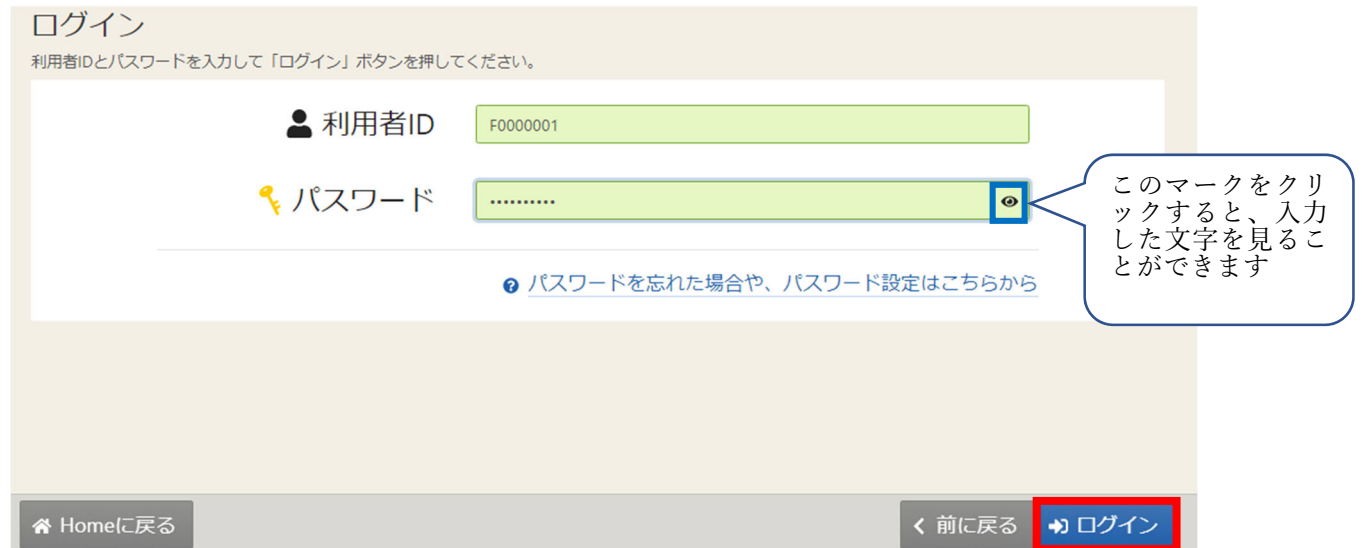 ログイン
利用者IDとパスワードを入力して「ログイン」ボタンを押してください。
利用者ID
F0000001
パスワード
••••••••••
このマークをクリ
ックすると、入力
した文字を見るこ
とができます
パスワードを忘れた場合や、パスワード設定はこちらから
Homeに戻る
前に戻る
ログイン